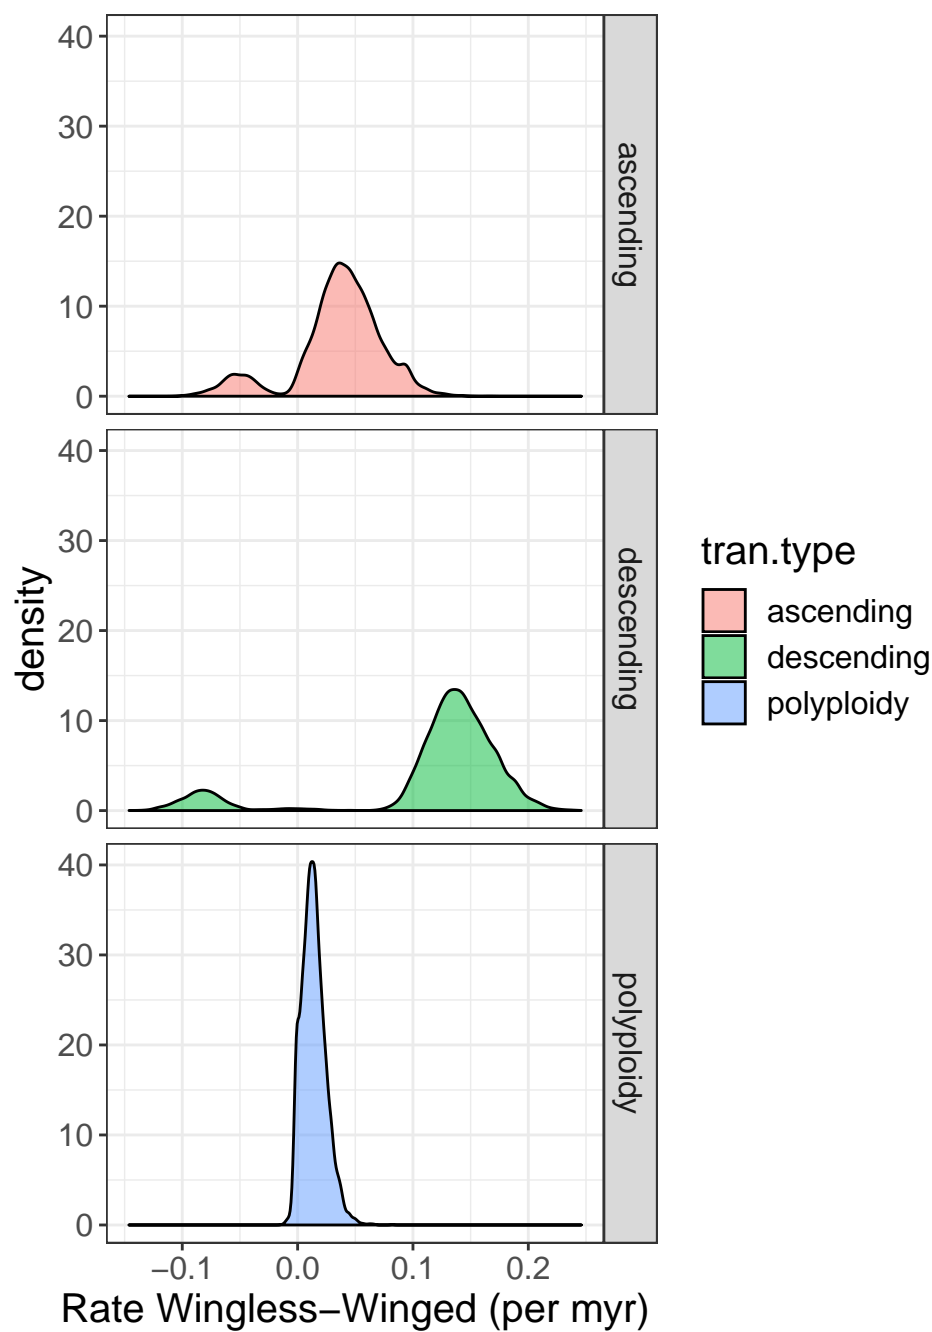 40
30
20
10
0
ascending
density
40
30
20
10
0
descending
40
30
20
10
0
polyploidy
−0.1 0.0 0.1 0.2
Rate Wingless−Winged (per myr)
tran.type
ascending
descending
polyploidy